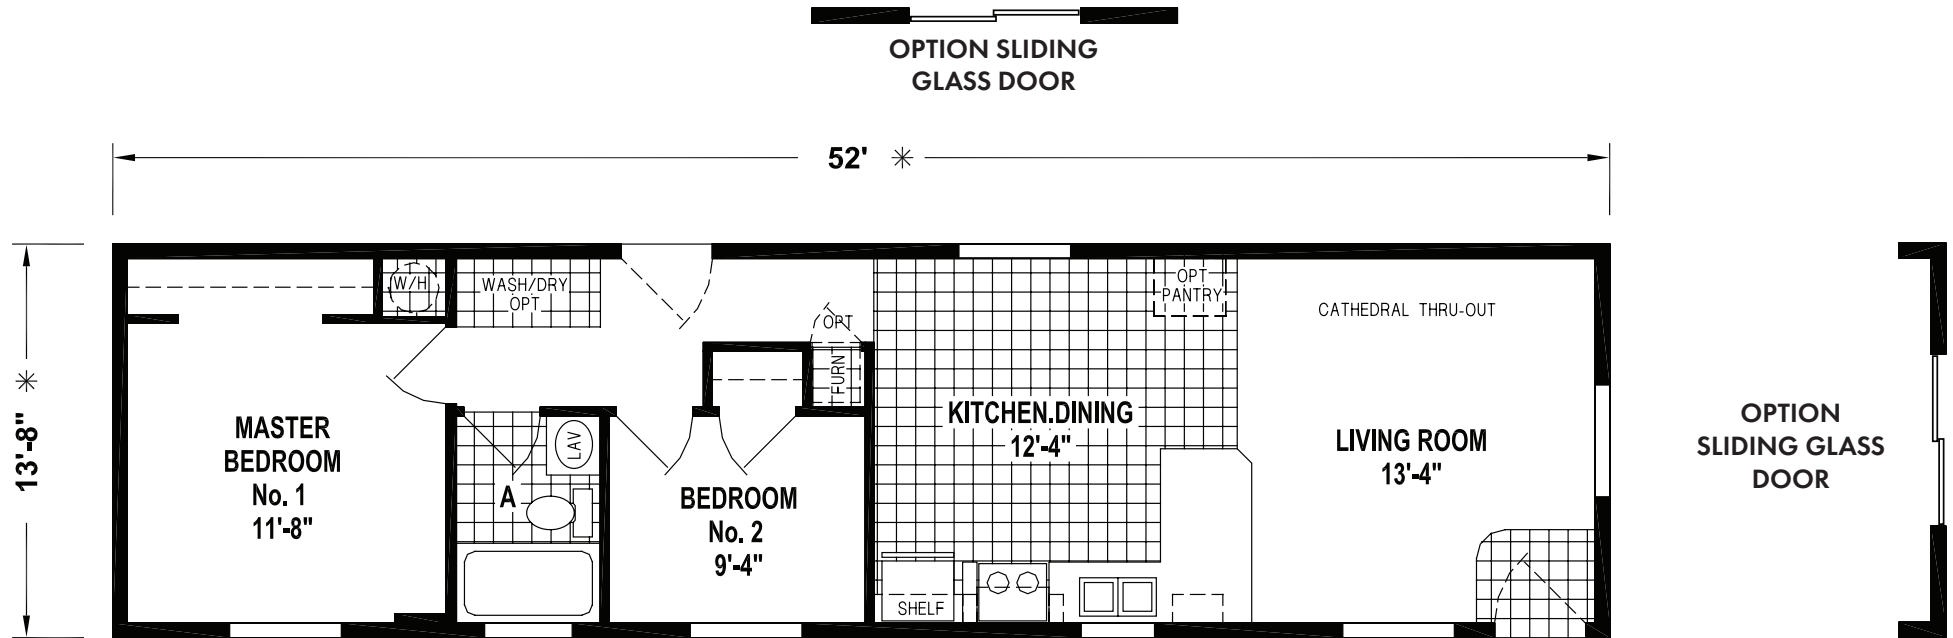 OPTION SLIDING
GLASS DOOR
52' ✳
13'-8" ✳
W/H
WASH/DRY
OPT
OPT
FURN
OPT
PANTRY
CATHEDRAL THRU-OUT
MASTER
BEDROOM
No. 1
11'-8"
LAV
A
BEDROOM
No. 2
9'-4"
KITCHEN.DINING
12'-4"
SHELF
LIVING ROOM
13'-4"
OPTION
SLIDING GLASS
DOOR